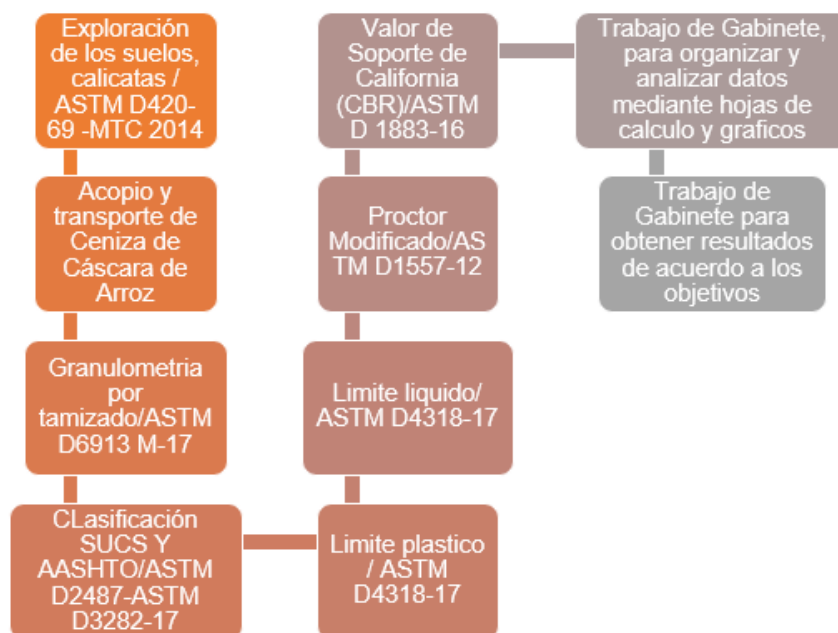 Exploración
de los suelos,
calicatas /
ASTM D420-
69 -MTC 2014
Acopio y
transporte de
Ceniza de
Cáscara de
Arroz
Granulometria
por
tamizado/ASTM
D6913 M-17
CLasificación
SUCS Y
AASHTO/ASTM
D2487-ASTM
D3282-17
Limite plastico
/ ASTM
D4318-17
Limite liquido/
ASTM D4318-17
Proctor
Modificado/AS
TM D1557-12
Valor de
Soporte de
California
(CBR)/ASTM
D 1883-16
Trabajo de Gabinete,
para organizar y
analizar datos
mediante hojas de
calculo y graficos
Trabajo de
Gabinete para
obtener resultados
de acuerdo a los
objetivos